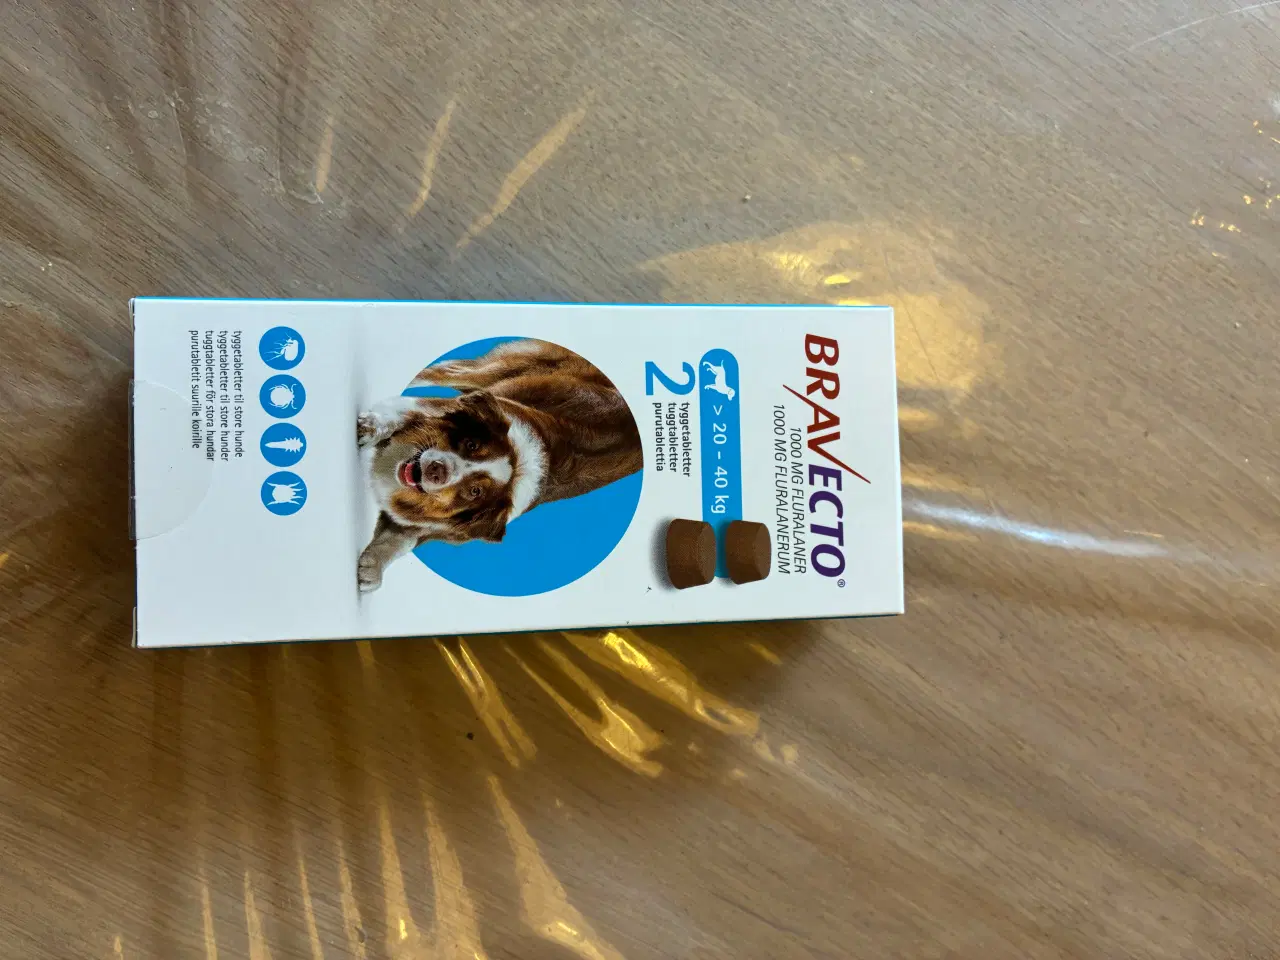 BRAVECTO®
1000 MG FLURALANER
1000 MG FLURALANERUM
> 20 – 40 kg
2
tyggetabletter
tuggtabletter
purutablettia
tyggetabletter til store hunde
tyggetabletter til store hunder
tuggtabletter för stora hundar
purutabletit suurille koirille